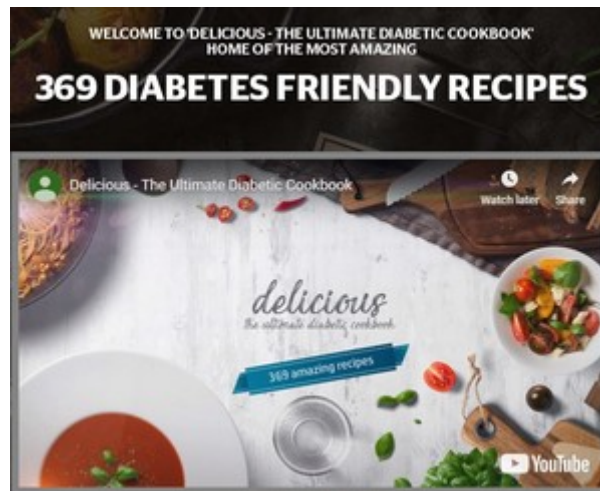 WELCOME TO 'DELICIOUS - THE ULTIMATE DIABETIC COOKBOOK'
HOME OF THE MOST AMAZING
369 DIABETES FRIENDLY RECIPES
Delicious - The Ultimate Diabetic Cookbook
Watch later
Share
delicious
the ultimate diabetic cookbook
369 amazing recipes
YouTube